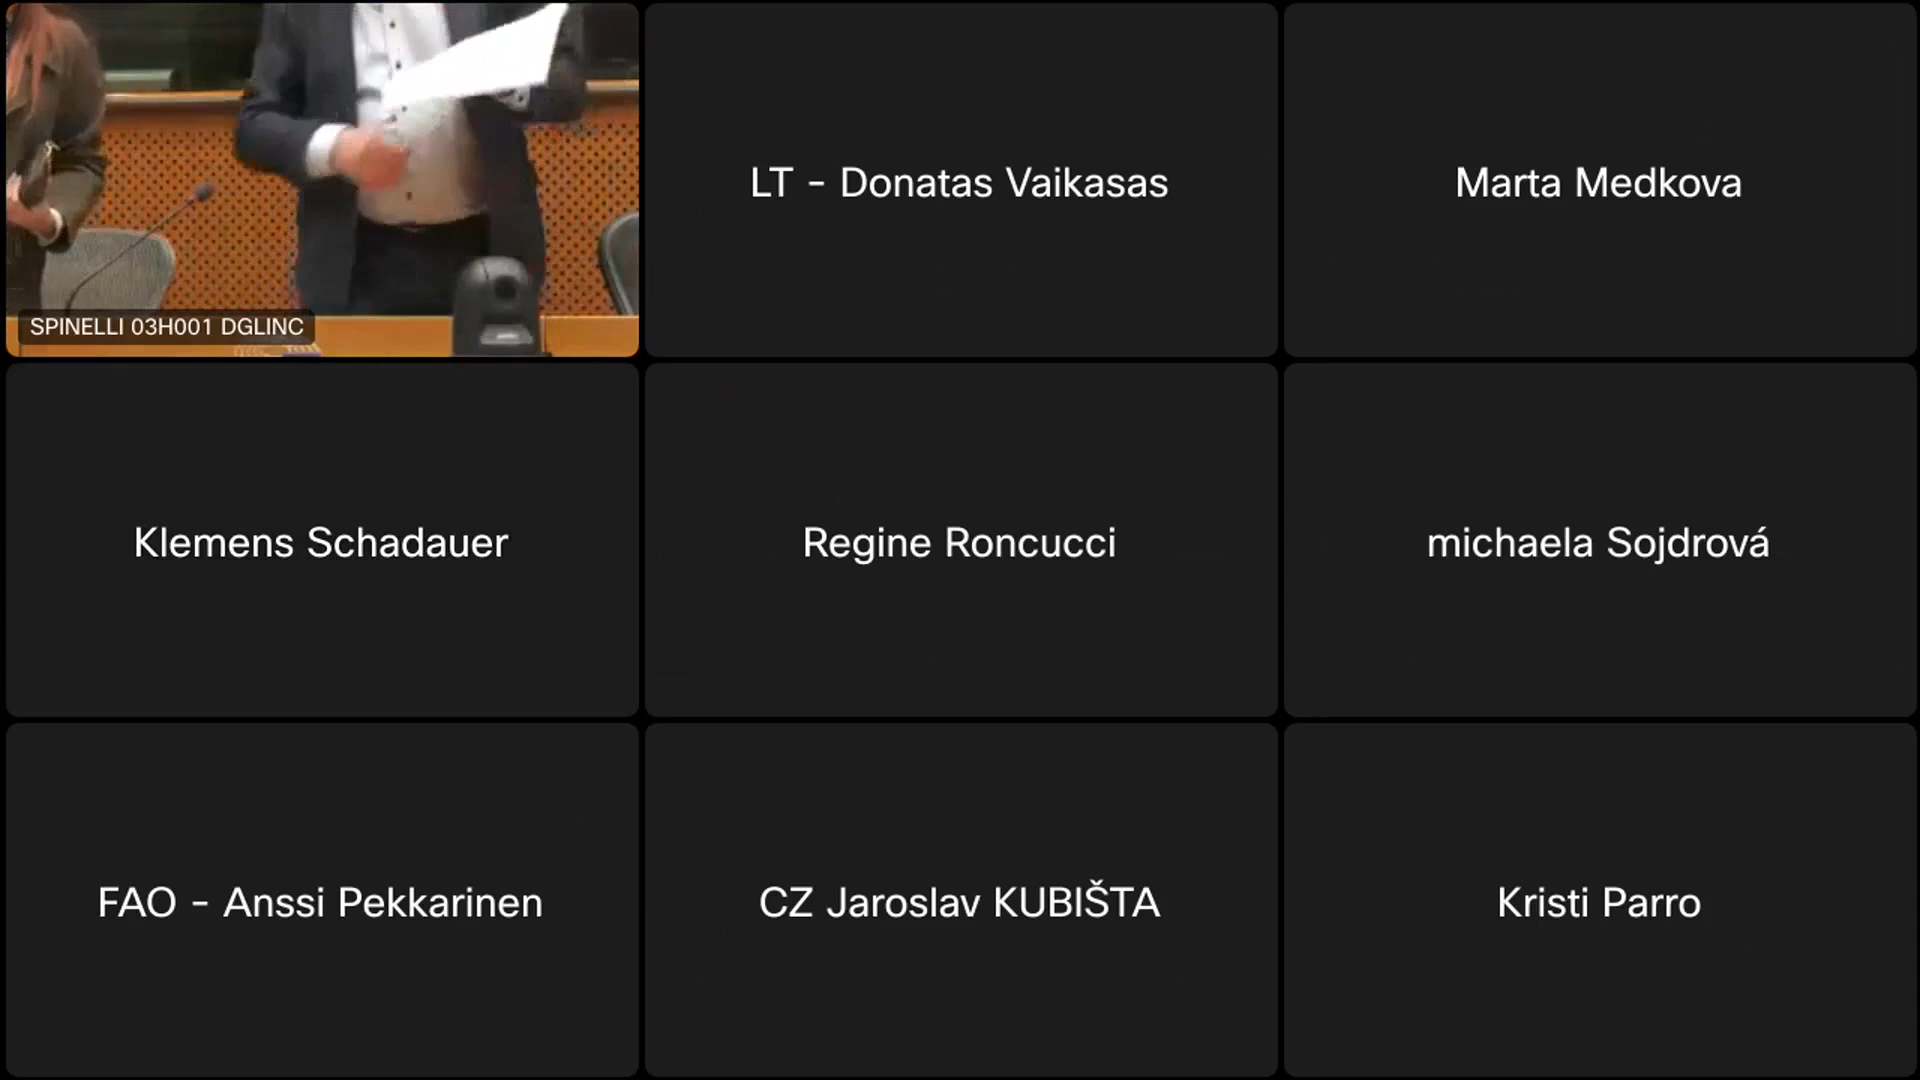 SPINELLI 03H001 DGLINC
LT - Donatas Vaikasas
Marta Medkova
Klemens Schadauer
Regine Roncucci
michaela Sojdrová
FAO - Anssi Pekkarinen
CZ Jaroslav KUBIŠTA
Kristi Parro